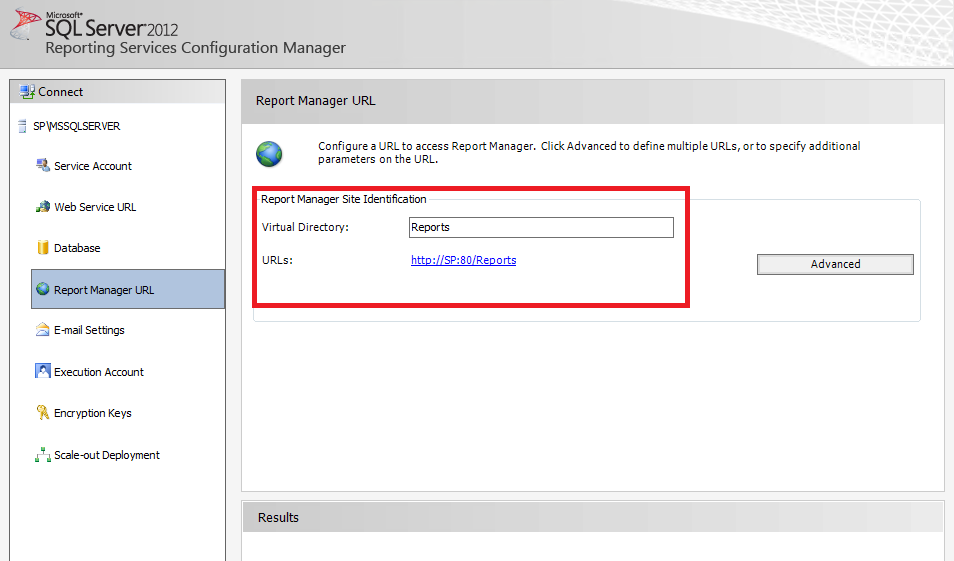 Microsoft®
SQL Server 2012
Reporting Services Configuration Manager
Connect
SP\MSSQLSERVER
Service Account
Web Service URL
Database
Report Manager URL
E-mail Settings
Execution Account
Encryption Keys
Scale-out Deployment
Report Manager URL
Configure a URL to access Report Manager. Click Advanced to define multiple URLs, or to specify additional
parameters on the URL.
Report Manager Site Identification
Virtual Directory: Reports
URLs: http://SP:80/Reports
Advanced
Results